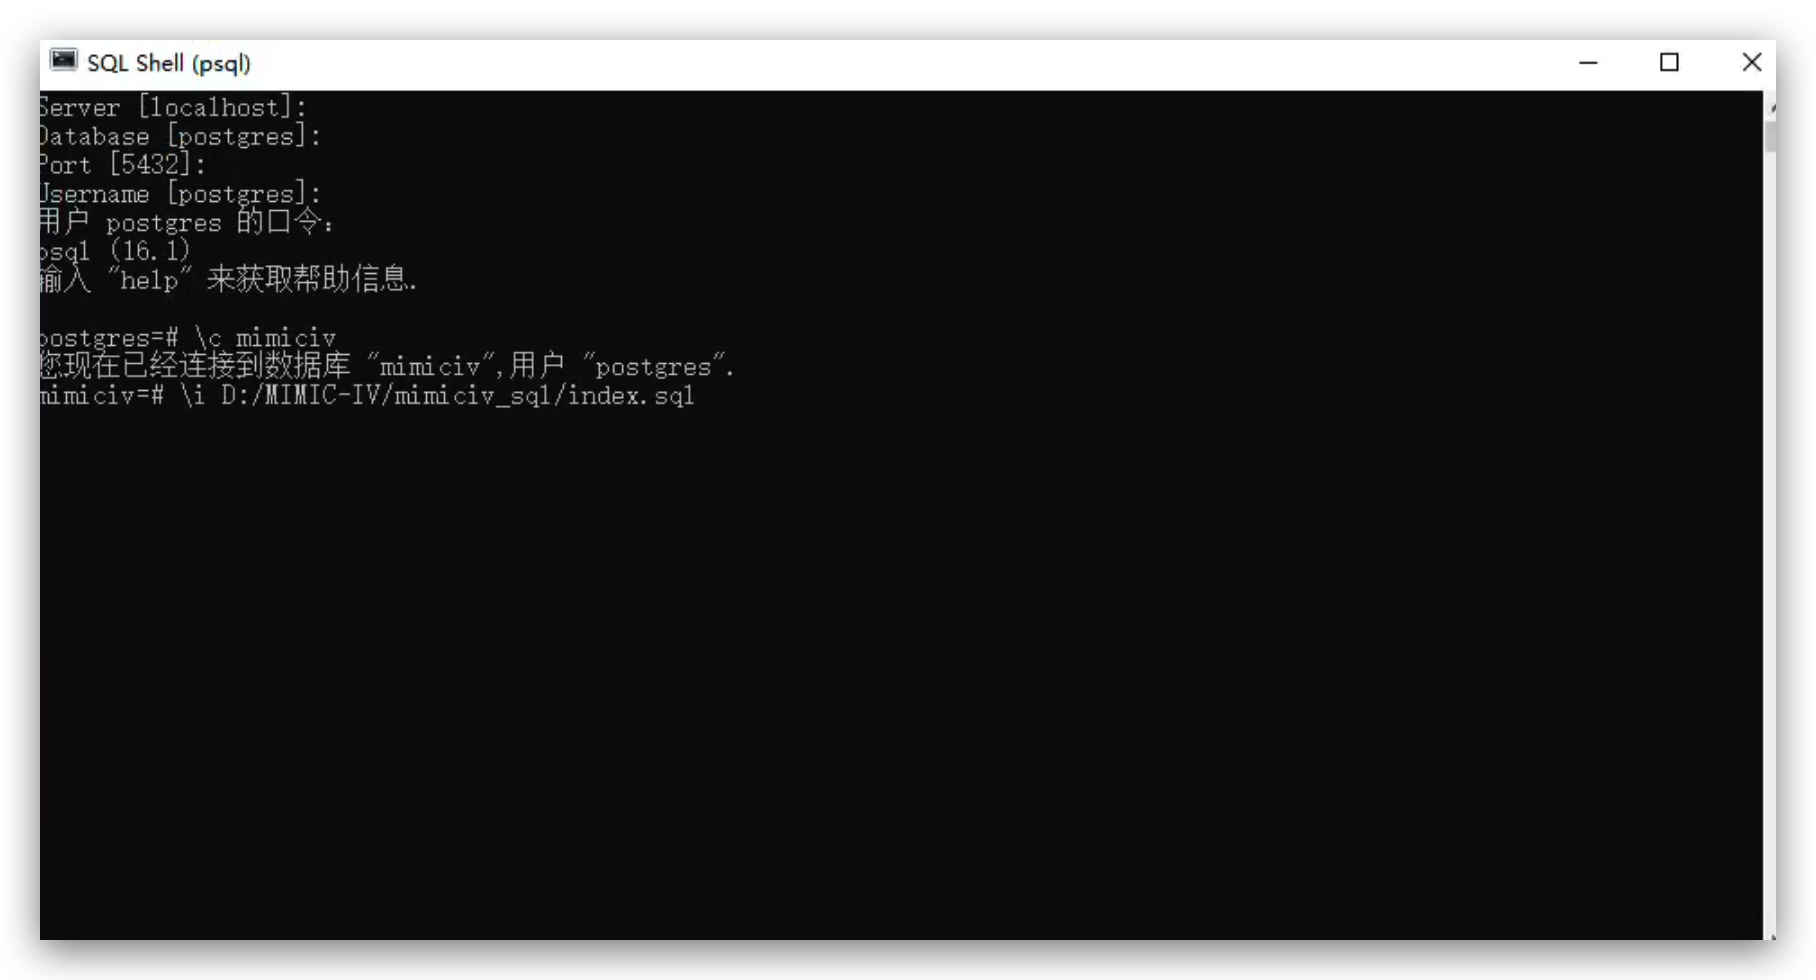 SQL Shell (psql)
Server [localhost]:
Database [postgres]:
Port [5432]:
Username [postgres]:
用户 postgres 的口令：
psql (16.1)
输入 "help" 来获取帮助信息.
postgres=# \c mimiciv
您现在已经连接到数据库 "mimiciv",用户 "postgres".
mimiciv=# \i D:/MIMIC-IV/mimiciv_sql/index.sql